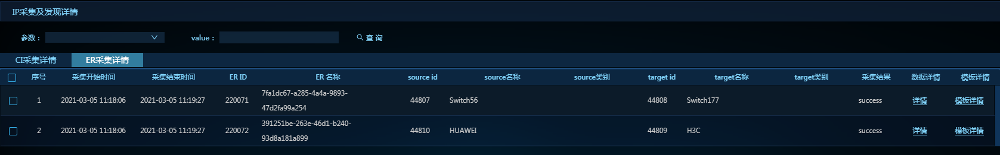 IP采集及发现详情
参数： value： 查 询
CI采集详情 ER采集详情
序号 采集开始时间 采集结束时间 ER ID ER 名称 source id source名称 source类别 target id target名称 target类别 采集结果 数据详情 模板详情
1 2021-03-05 11:18:06 2021-03-05 11:19:27 220071 7fa1dc67-a285-4a4a-9893-47d2fa99a254 44807 Switch56 44808 Switch177 success 详情 模板详情
2 2021-03-05 11:18:06 2021-03-05 11:19:27 220072 391251be-263e-46d1-b240-93d8a181a899 44810 HUAWEI 44809 H3C success 详情 模板详情